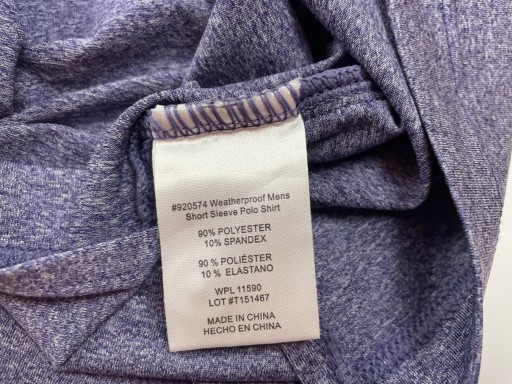 #920574 Weatherproof Mens
Short Sleeve Polo Shirt
90% POLYESTER
10% SPANDEX
90 % POLIÉSTER
10 % ELASTANO
WPL 11590
LOT #T151467
MADE IN CHINA
HECHO EN CHINA